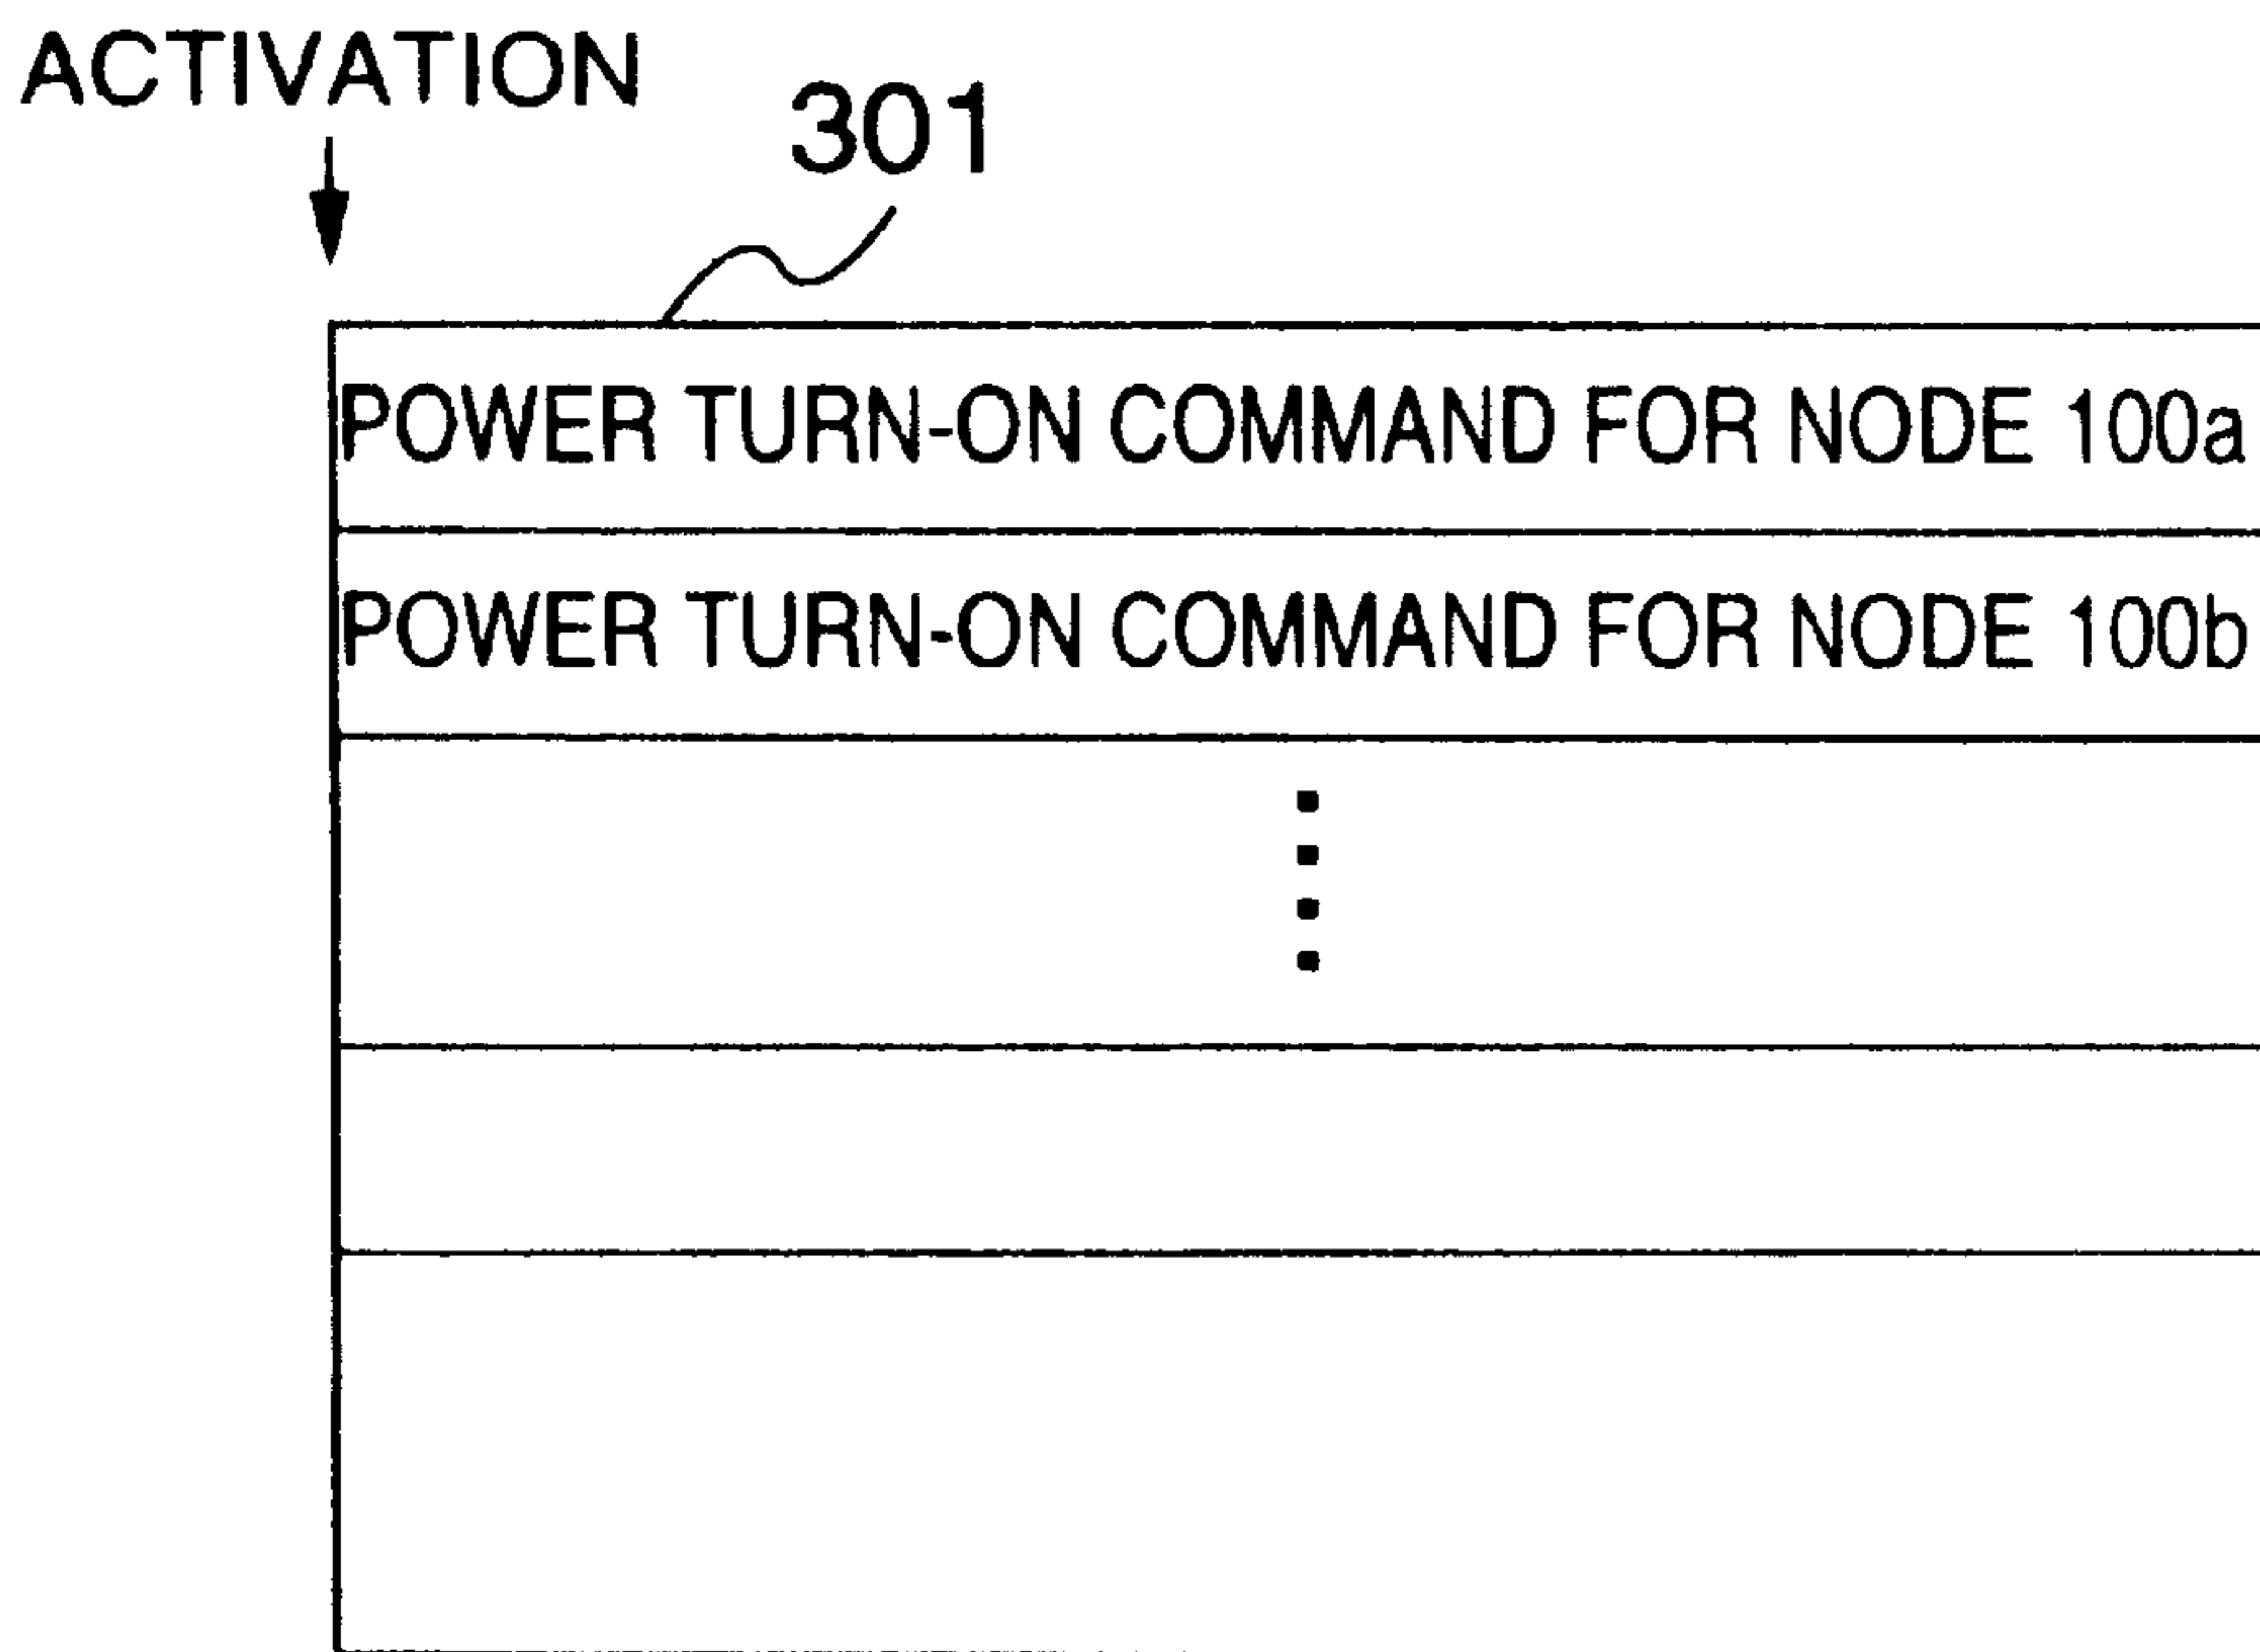 ACTIVATION
301
POWER TURN-ON COMMAND FOR NODE 100a
POWER TURN-ON COMMAND FOR NODE 100b